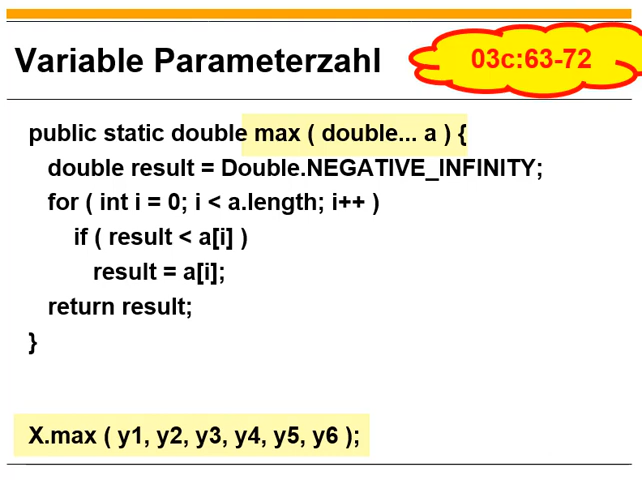 Variable Parameterzahl
03c:63-72
public static double max ( double... a ) {
double result = Double.NEGATIVE_INFINITY;
for ( int i = 0; i < a.length; i++ )
if ( result < a[i] )
result = a[i];
return result;
}
X.max ( y1, y2, y3, y4, y5, y6 );